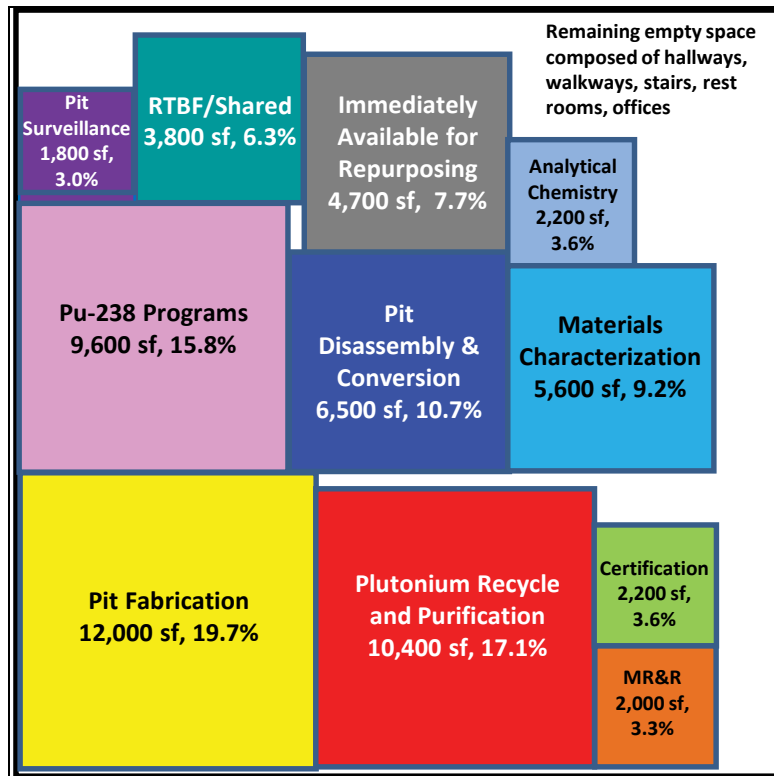 Remaining empty space
composed of hallways,
walkways, stairs, rest
rooms, offices
Pit
Surveillance
1,800 sf,
3.0%
RTBF/Shared
3,800 sf, 6.3%
Immediately
Available for
Repurposing
4,700 sf,  7.7%
Analytical
Chemistry
2,200 sf,
3.6%
Pu-238 Programs
9,600 sf, 15.8%
Pit
Disassembly &
Conversion
6,500 sf, 10.7%
Materials
Characterization
5,600 sf, 9.2%
Pit Fabrication
12,000 sf, 19.7%
Plutonium Recycle
and Purification
10,400 sf, 17.1%
Certification
2,200 sf,
3.6%
MR&R
2,000 sf,
3.3%